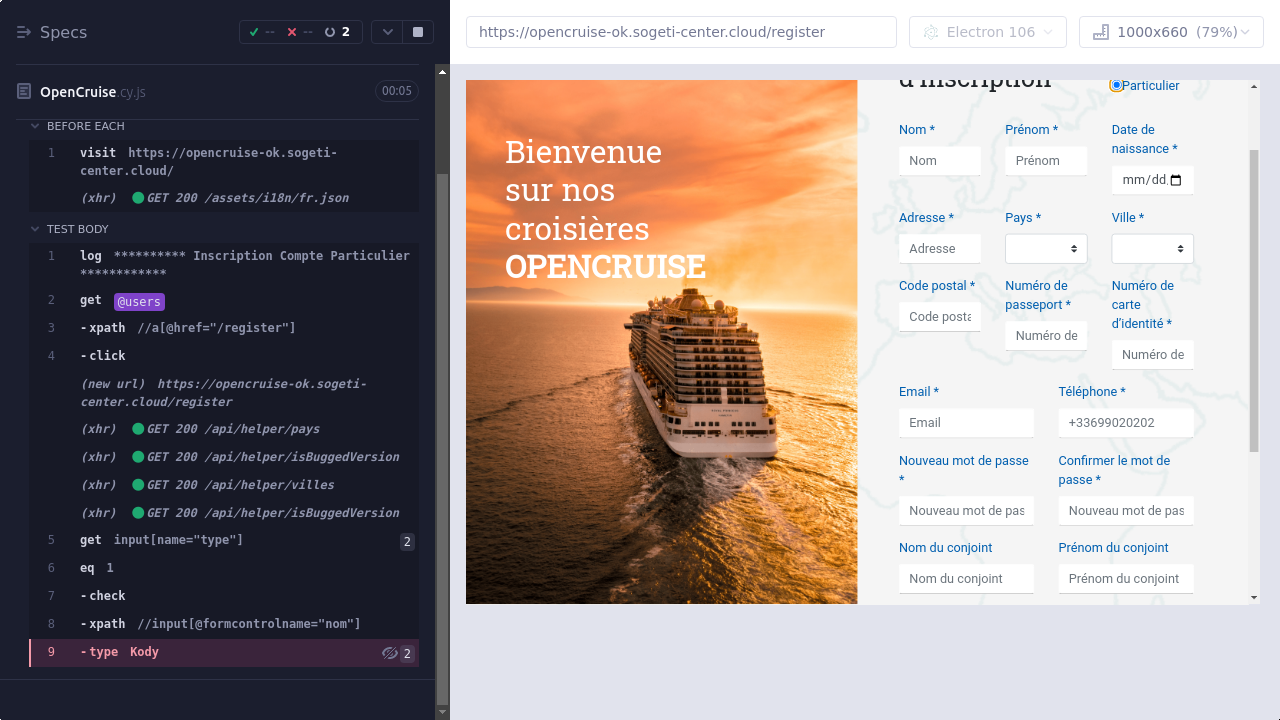 Specs
-- -- 2
https://opencruise-ok.sogeti-center.cloud/register
Electron 106
1000x660 (79%)
OpenCruise.cy.js
00:05
BEFORE EACH
1 visit https://opencruise-ok.sogeti-
center.cloud/
(xhr) GET 200 /assets/i18n/fr.json
TEST BODY
1 log ********** Inscription Compte Particulier
************
2 get @users
3 -xpath //a[@href="/register"]
4 -click
(new url) https://opencruise-ok.sogeti-
center.cloud/register
(xhr) GET 200 /api/helper/pays
(xhr) GET 200 /api/helper/isBuggedVersion
(xhr) GET 200 /api/helper/villes
(xhr) GET 200 /api/helper/isBuggedVersion
5 get input[name="type"] 2
6 eq 1
7 -check
8 -xpath //input[@formcontrolname="nom"]
9 -type Kody 2
Bienvenue
sur nos
croisières
OPENCRUISE
d'inscription
Particulier
Nom *
Prénom *
Date de
naissance *
Nom
Prénom
mm/dd.
Adresse *
Pays *
Ville *
Adresse
Code postal *
Numéro de
passeport *
Numéro de
carte
d'identité *
Code posta
Numéro de
Numéro de
Email *
Téléphone *
Email
+33699020202
Nouveau mot de passe
*
Confirmer le mot de
passe *
Nouveau mot de pas
Nouveau mot de pas
Nom du conjoint
Prénom du conjoint
Nom du conjoint
Prénom du conjoint